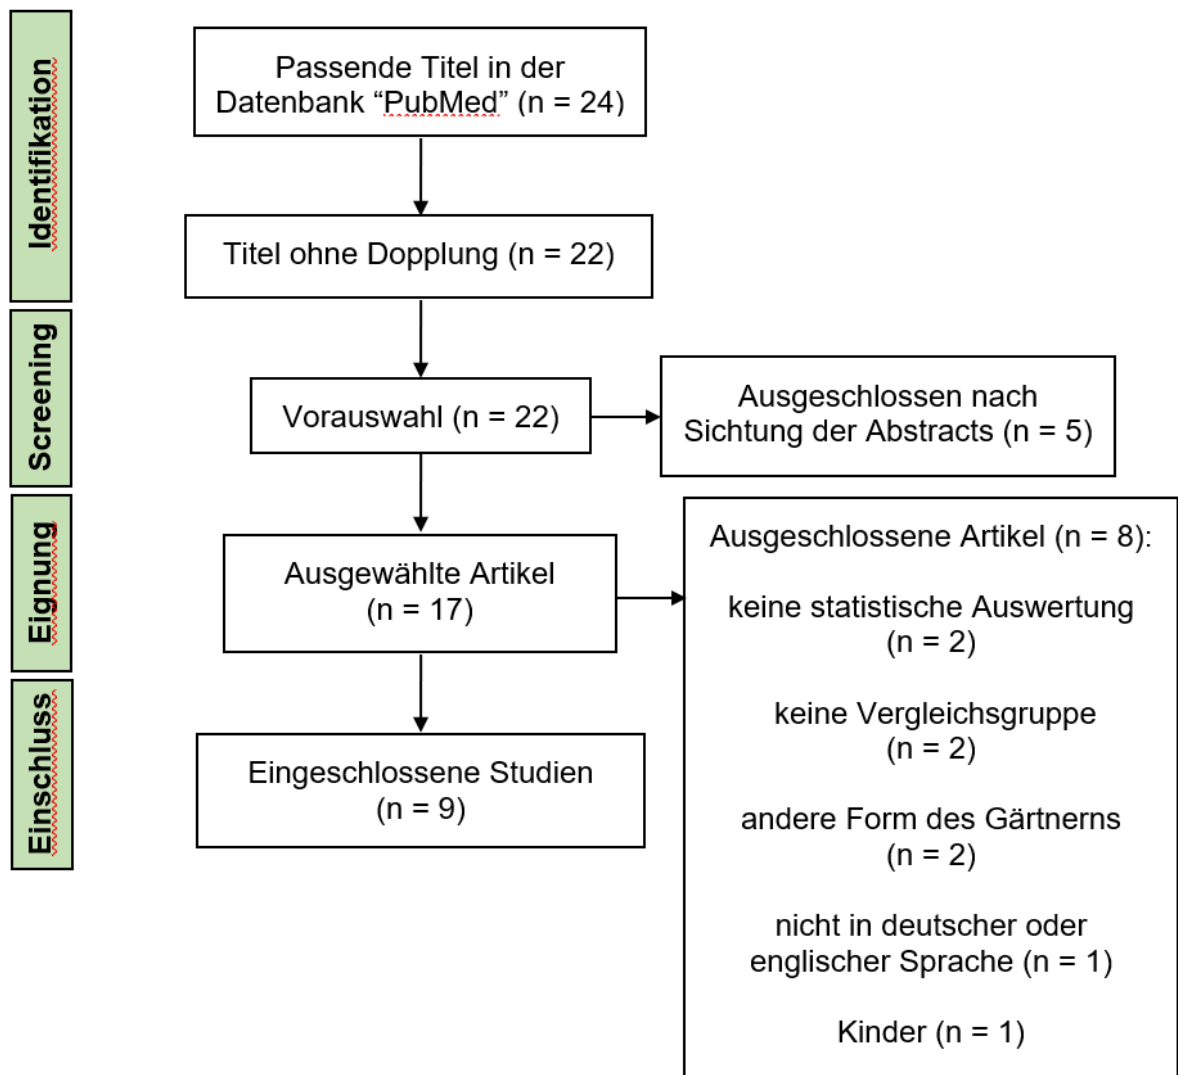 Identifikation
Passende Titel in der
Datenbank “PubMed” (n = 24)
Titel ohne Dopplung (n = 22)
Screening
Vorauswahl (n = 22)
Ausgeschlossen nach
Sichtung der Abstracts (n = 5)
Eignung
Ausgewählte Artikel
(n = 17)
Ausgeschlossene Artikel (n = 8):
keine statistische Auswertung
(n = 2)
keine Vergleichsgruppe
(n = 2)
andere Form des Gärtnerns
(n = 2)
nicht in deutscher oder
englischer Sprache (n = 1)
Kinder (n = 1)
Einschluss
Eingeschlossene Studien
(n = 9)